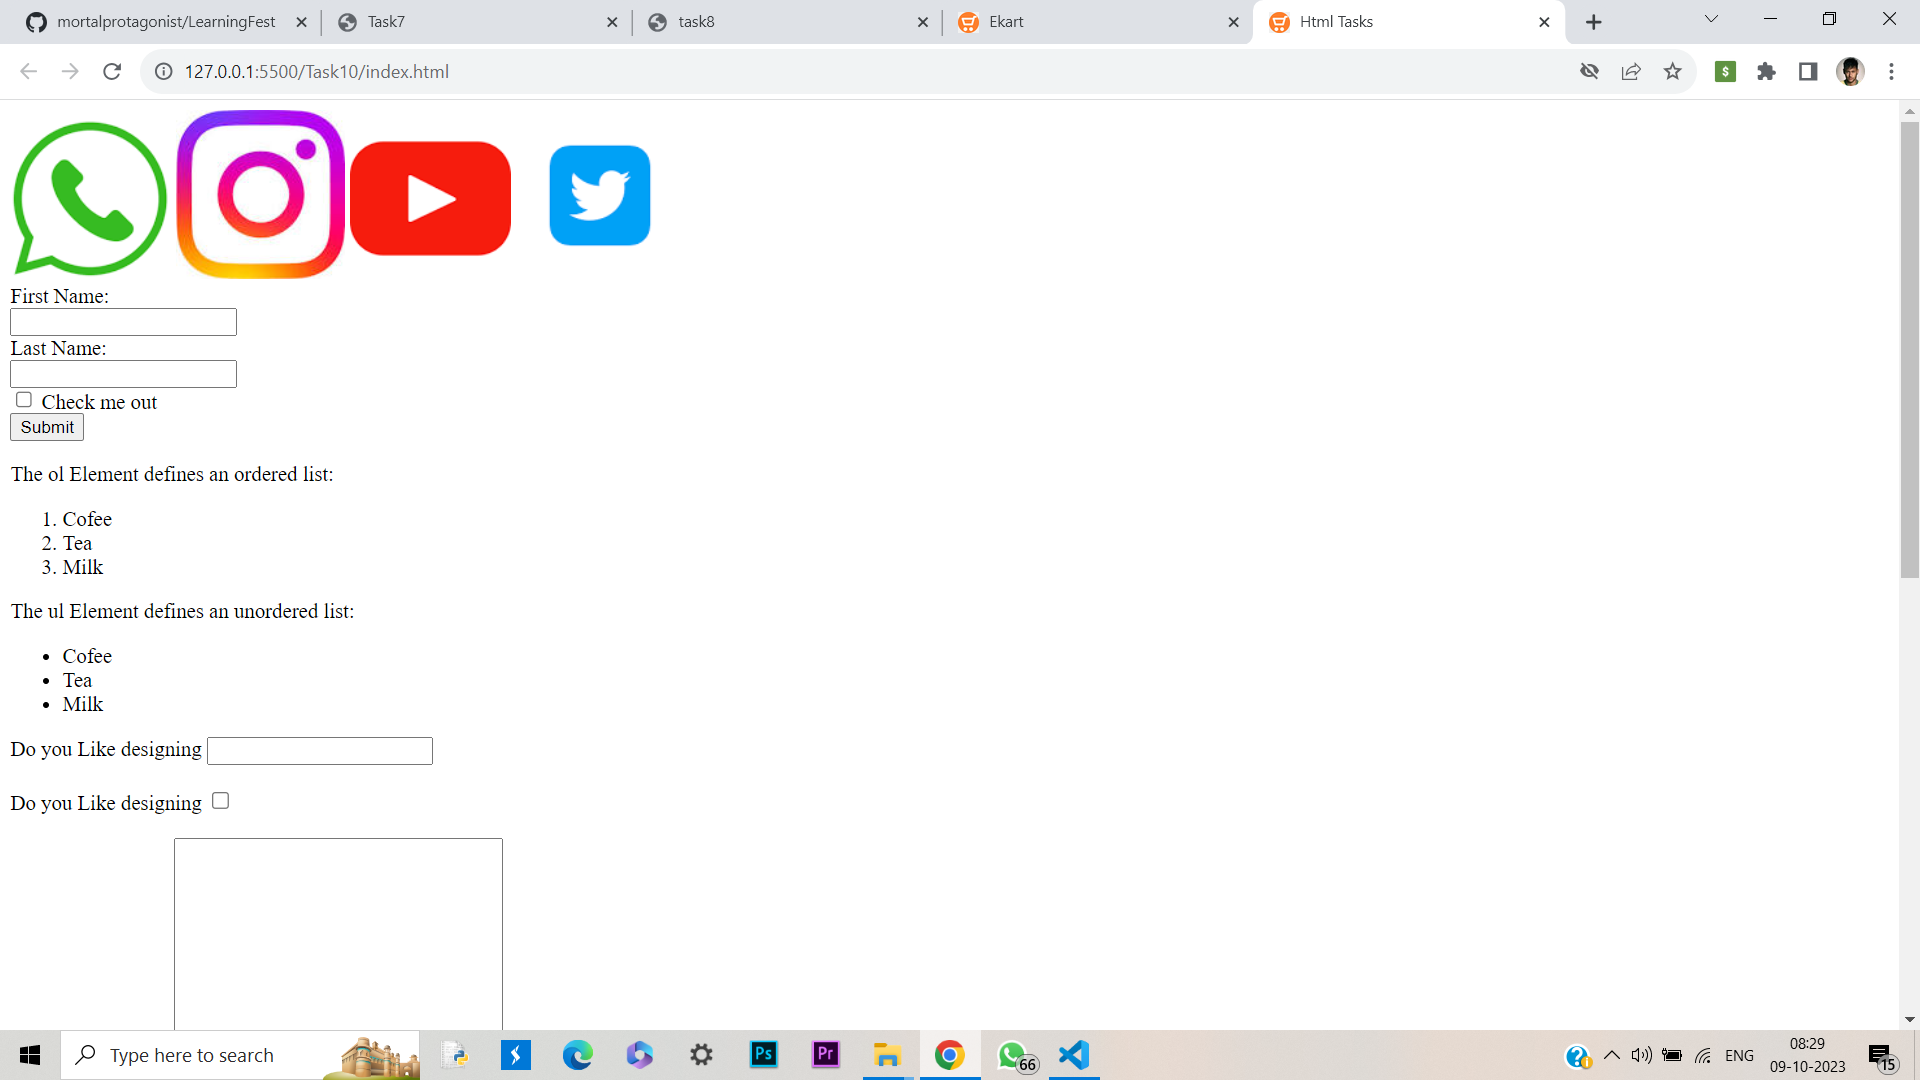 mortalprotagonist/LearningFest
Task7
task8
Ekart
Html Tasks
127.0.0.1:5500/Task10/index.html
$
First Name:
Last Name:
Check me out
Submit
The ol Element defines an ordered list:
1. Cofee
2. Tea
3. Milk
The ul Element defines an unordered list:
• Cofee
• Tea
• Milk
Do you Like designing
Do you Like designing
Type here to search
Ps
Pr
66
ENG
08:29
09-10-2023
15